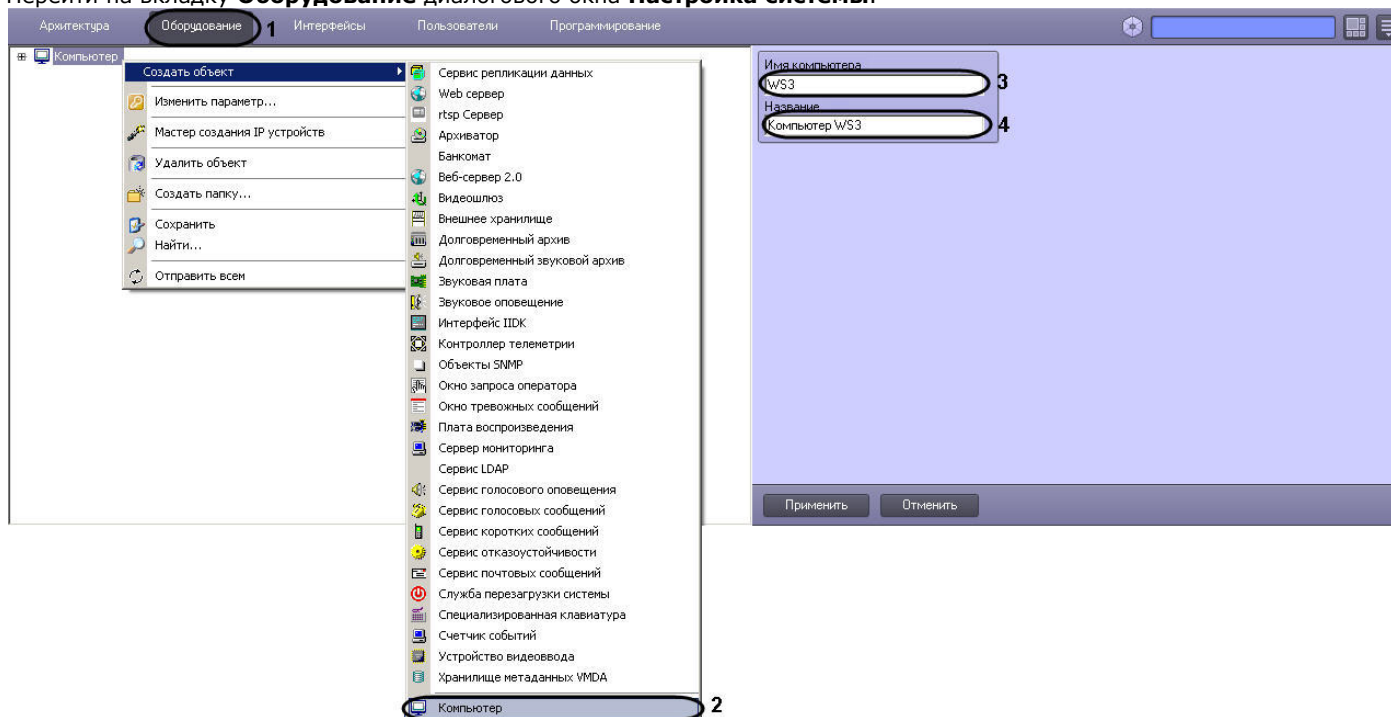 Перейти на вкладку Оборудование диалогового окна Настройка системы.
Архитектура Оборудование 1 Интерфейсы Пользователи Программирование
Компьютер
Создать объект
Изменить параметр...
Мастер создания IP устройств
Удалить объект
Создать папку...
Сохранить
Найти...
Отправить всем
Сервис репликации данных
Web сервер
rtsp Сервер
Архиватор
Банкомат
Веб-сервер 2.0
Видеошлюз
Внешнее хранилище
Долговременный архив
Долговременный звуковой архив
Звуковая плата
Звуковое оповещение
Интерфейс IIDK
Контроллер телеметрии
Объекты SNMP
Окно запроса оператора
Окно тревожных сообщений
Плата воспроизведения
Сервер мониторинга
Сервис LDAP
Сервис голосового оповещения
Сервис голосовых сообщений
Сервис коротких сообщений
Сервис отказоустойчивости
Сервис почтовых сообщений
Служба перезагрузки системы
Специализированная клавиатура
Счетчик событий
Устройство видеоввода
Хранилище метаданных VMDA
Компьютер 2
Имя компьютера
WS3 3
Название
Компьютер WS3 4
Применить Отменить